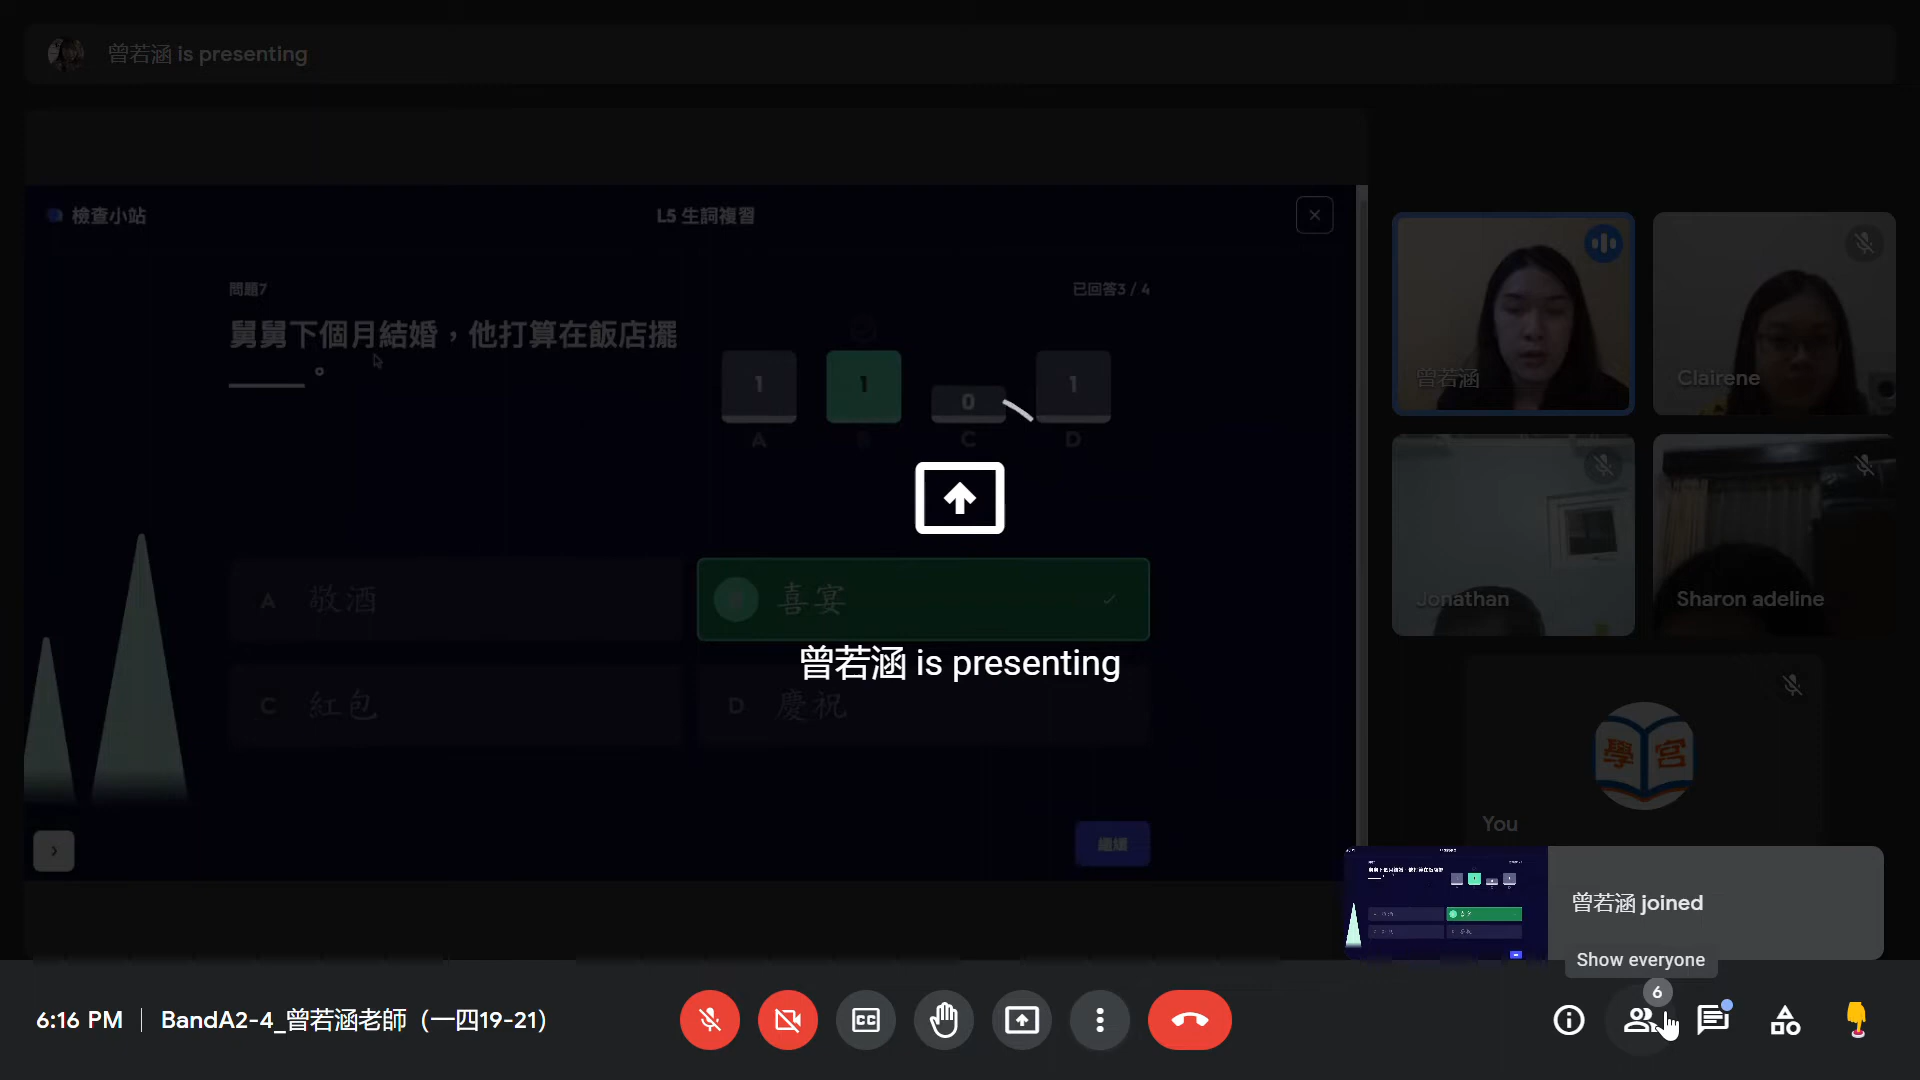 曾若涵 is presenting
檢查小站
L5 生詞複習
問題7
已回答3 / 4
舅舅下個月結婚，他打算在飯店擺
____。
1
1
0
1
A
B
C
D
A 敬酒
喜宴
C 紅包
D 慶祝
曾若涵 is presenting
繼續
曾若涵
Clairene
Jonathan
Sharon adeline
學宮
You
曾若涵 joined
Show everyone
6
6:16 PM
BandA2-4_曾若涵老師（一四19-21）
CC